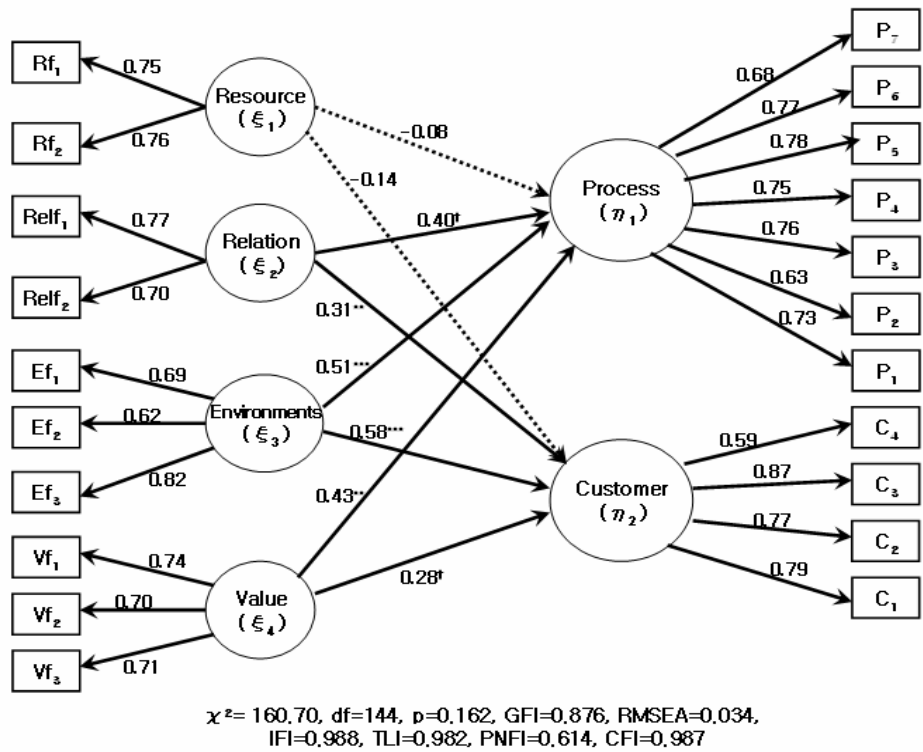 Rf₁
0.75
Rf₂
0.76
Resource
(ξ₁)
-0.08
-0.14
Relf₁
0.77
Relf₂
0.70
Relation
(ξ₂)
0.40†
0.31**
Ef₁
0.69
Ef₂
0.62
Ef₃
0.82
Environments
(ξ₃)
0.51***
0.58***
Vf₁
0.74
Vf₂
0.70
Vf₃
0.71
Value
(ξ₄)
0.43**
0.28†
Process
(η₁)
0.68
P₇
0.77
P₆
0.78
P₅
0.75
P₄
0.76
P₃
0.63
P₂
0.73
P₁
Customer
(η₂)
0.59
C₄
0.87
C₃
0.77
C₂
0.79
C₁
χ²= 160.70, df=144, p=0.162, GFI=0.876, RMSEA=0.034,
IFI=0.988, TLI=0.982, PNFI=0.614, CFI=0.987